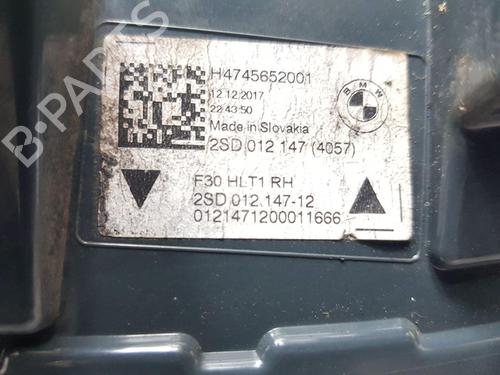 B-PARTS
H4745652001
12.12.2017
22:43:50
BMW
Made in Slovakia
2SD 012 147 (4057)
F30 HLT1 RH
2SD 012.147-12
0121471200011666